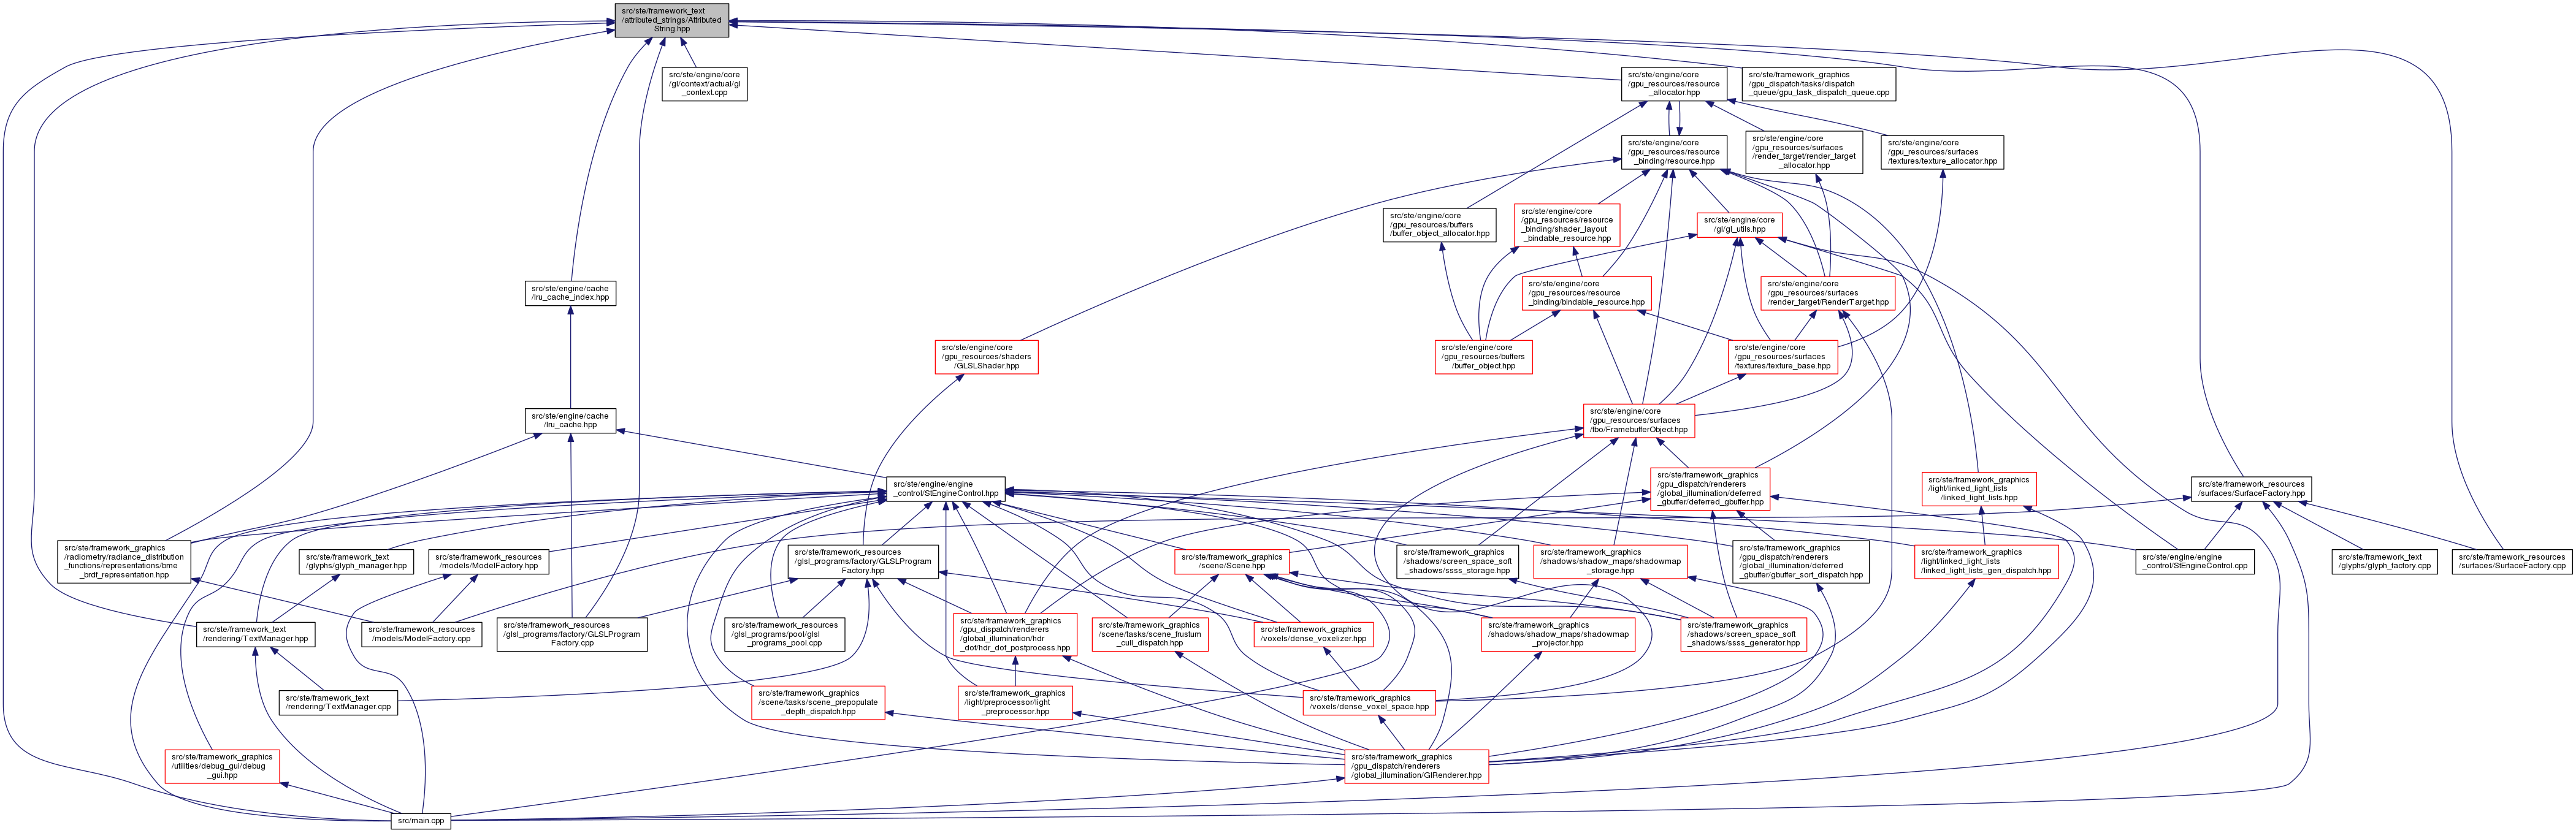 src/ste/framework_text
/attributed_strings/Attributed
String.hpp
src/ste/engine/core
/gl/context/actual/gl
_context.cpp
src/ste/engine/core
/gpu_resources/resource
_allocator.hpp
src/ste/framework_graphics
/gpu_dispatch/tasks/dispatch
_queue/gpu_task_dispatch_queue.cpp
src/ste/engine/core
/gpu_resources/resource
_binding/resource.hpp
src/ste/engine/core
/gpu_resources/surfaces
/render_target/render_target
_allocator.hpp
src/ste/engine/core
/gpu_resources/surfaces
/textures/texture_allocator.hpp
src/ste/engine/core
/gpu_resources/buffers
/buffer_object_allocator.hpp
src/ste/engine/core
/gpu_resources/resource
_binding/shader_layout
_bindable_resource.hpp
src/ste/engine/core
/gl/gl_utils.hpp
src/ste/engine/cache
/lru_cache_index.hpp
src/ste/engine/core
/gpu_resources/resource
_binding/bindable_resource.hpp
src/ste/engine/core
/gpu_resources/surfaces
/render_target/RenderTarget.hpp
src/ste/engine/core
/gpu_resources/shaders
/GLSLShader.hpp
src/ste/engine/core
/gpu_resources/buffers
/buffer_object.hpp
src/ste/engine/core
/gpu_resources/surfaces
/textures/texture_base.hpp
src/ste/engine/cache
/lru_cache.hpp
src/ste/engine/core
/gpu_resources/surfaces
/fbo/FramebufferObject.hpp
src/ste/engine/engine
_control/StEngineControl.hpp
src/ste/framework_graphics
/gpu_dispatch/renderers
/global_illumination/deferred
_gbuffer/deferred_gbuffer.hpp
src/ste/framework_graphics
/light/linked_light_lists
/linked_light_lists.hpp
src/ste/framework_resources
/surfaces/SurfaceFactory.hpp
src/ste/framework_graphics
/radiometry/radiance_distribution
_functions/representations/bme
_brdf_representation.hpp
src/ste/framework_text
/glyphs/glyph_manager.hpp
src/ste/framework_resources
/models/ModelFactory.hpp
src/ste/framework_resources
/glsl_programs/factory/GLSLProgram
Factory.hpp
src/ste/framework_graphics
/scene/Scene.hpp
src/ste/framework_graphics
/shadows/screen_space_soft
_shadows/ssss_storage.hpp
src/ste/framework_graphics
/shadows/shadow_maps/shadowmap
_storage.hpp
src/ste/framework_graphics
/gpu_dispatch/renderers
/global_illumination/deferred
_gbuffer/gbuffer_sort_dispatch.hpp
src/ste/framework_graphics
/light/linked_light_lists
/linked_light_lists_gen_dispatch.hpp
src/ste/engine/engine
_control/StEngineControl.cpp
src/ste/framework_text
/glyphs/glyph_factory.cpp
src/ste/framework_resources
/surfaces/SurfaceFactory.cpp
src/ste/framework_text
/rendering/TextManager.hpp
src/ste/framework_resources
/models/ModelFactory.cpp
src/ste/framework_resources
/glsl_programs/factory/GLSLProgram
Factory.cpp
src/ste/framework_resources
/glsl_programs/pool/glsl
_programs_pool.cpp
src/ste/framework_graphics
/gpu_dispatch/renderers
/global_illumination/hdr
_dof/hdr_dof_postprocess.hpp
src/ste/framework_graphics
/scene/tasks/scene_frustum
_cull_dispatch.hpp
src/ste/framework_graphics
/voxels/dense_voxelizer.hpp
src/ste/framework_graphics
/shadows/shadow_maps/shadowmap
_projector.hpp
src/ste/framework_graphics
/shadows/screen_space_soft
_shadows/ssss_generator.hpp
src/ste/framework_text
/rendering/TextManager.cpp
src/ste/framework_graphics
/scene/tasks/scene_prepopulate
_depth_dispatch.hpp
src/ste/framework_graphics
/light/preprocessor/light
_preprocessor.hpp
src/ste/framework_graphics
/voxels/dense_voxel_space.hpp
src/ste/framework_graphics
/utilities/debug_gui/debug
_gui.hpp
src/ste/framework_graphics
/gpu_dispatch/renderers
/global_illumination/GIRenderer.hpp
src/main.cpp